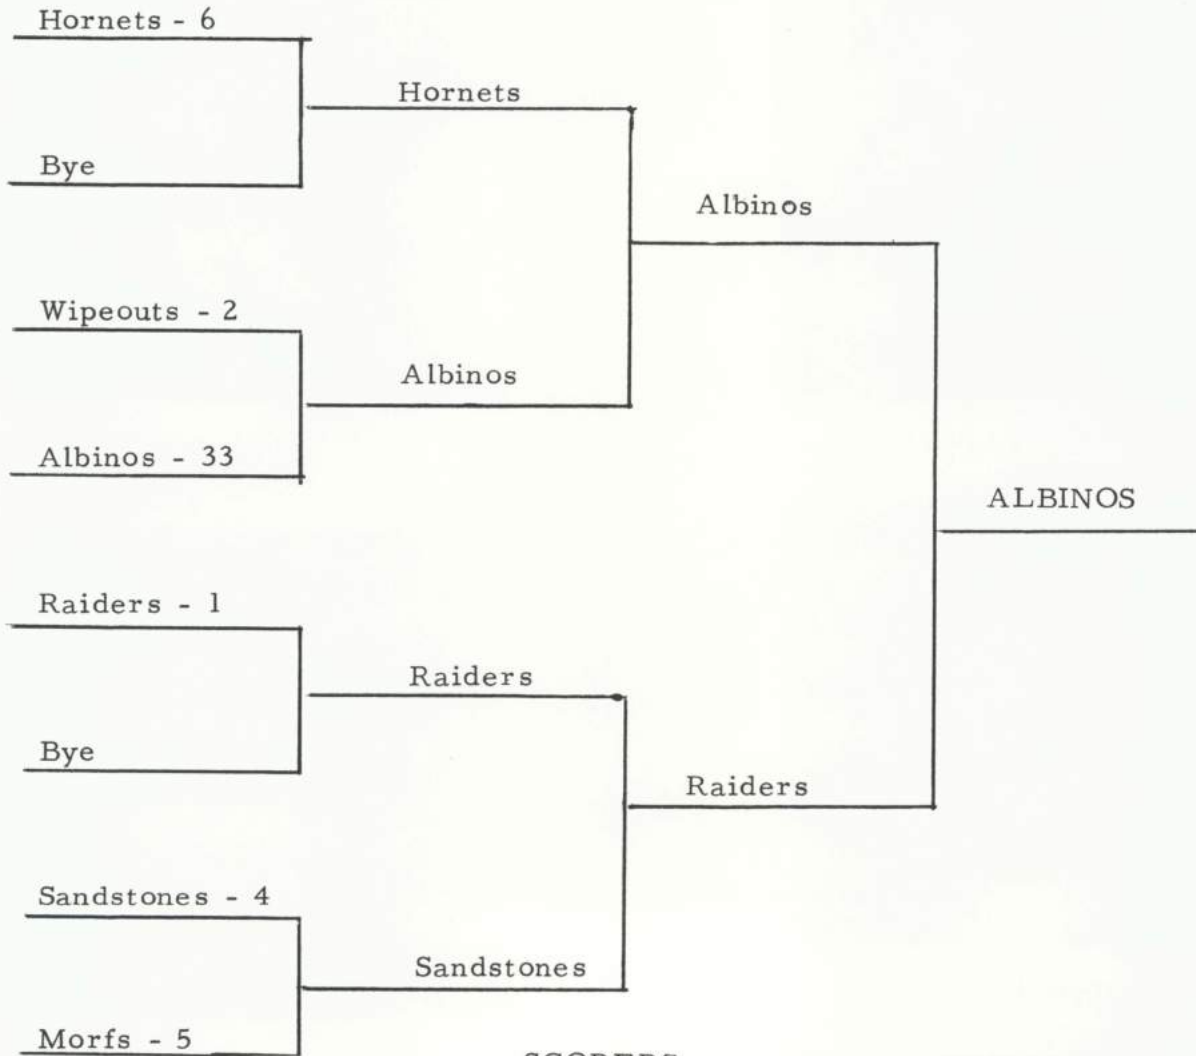 Hornets - 6
Hornets
Bye
Albinos
Wipeouts - 2
Albinos
Albinos - 33
ALBINOS
Raiders - 1
Raiders
Bye
Raiders
Sandstones - 4
Sandstones
Morfs - 5